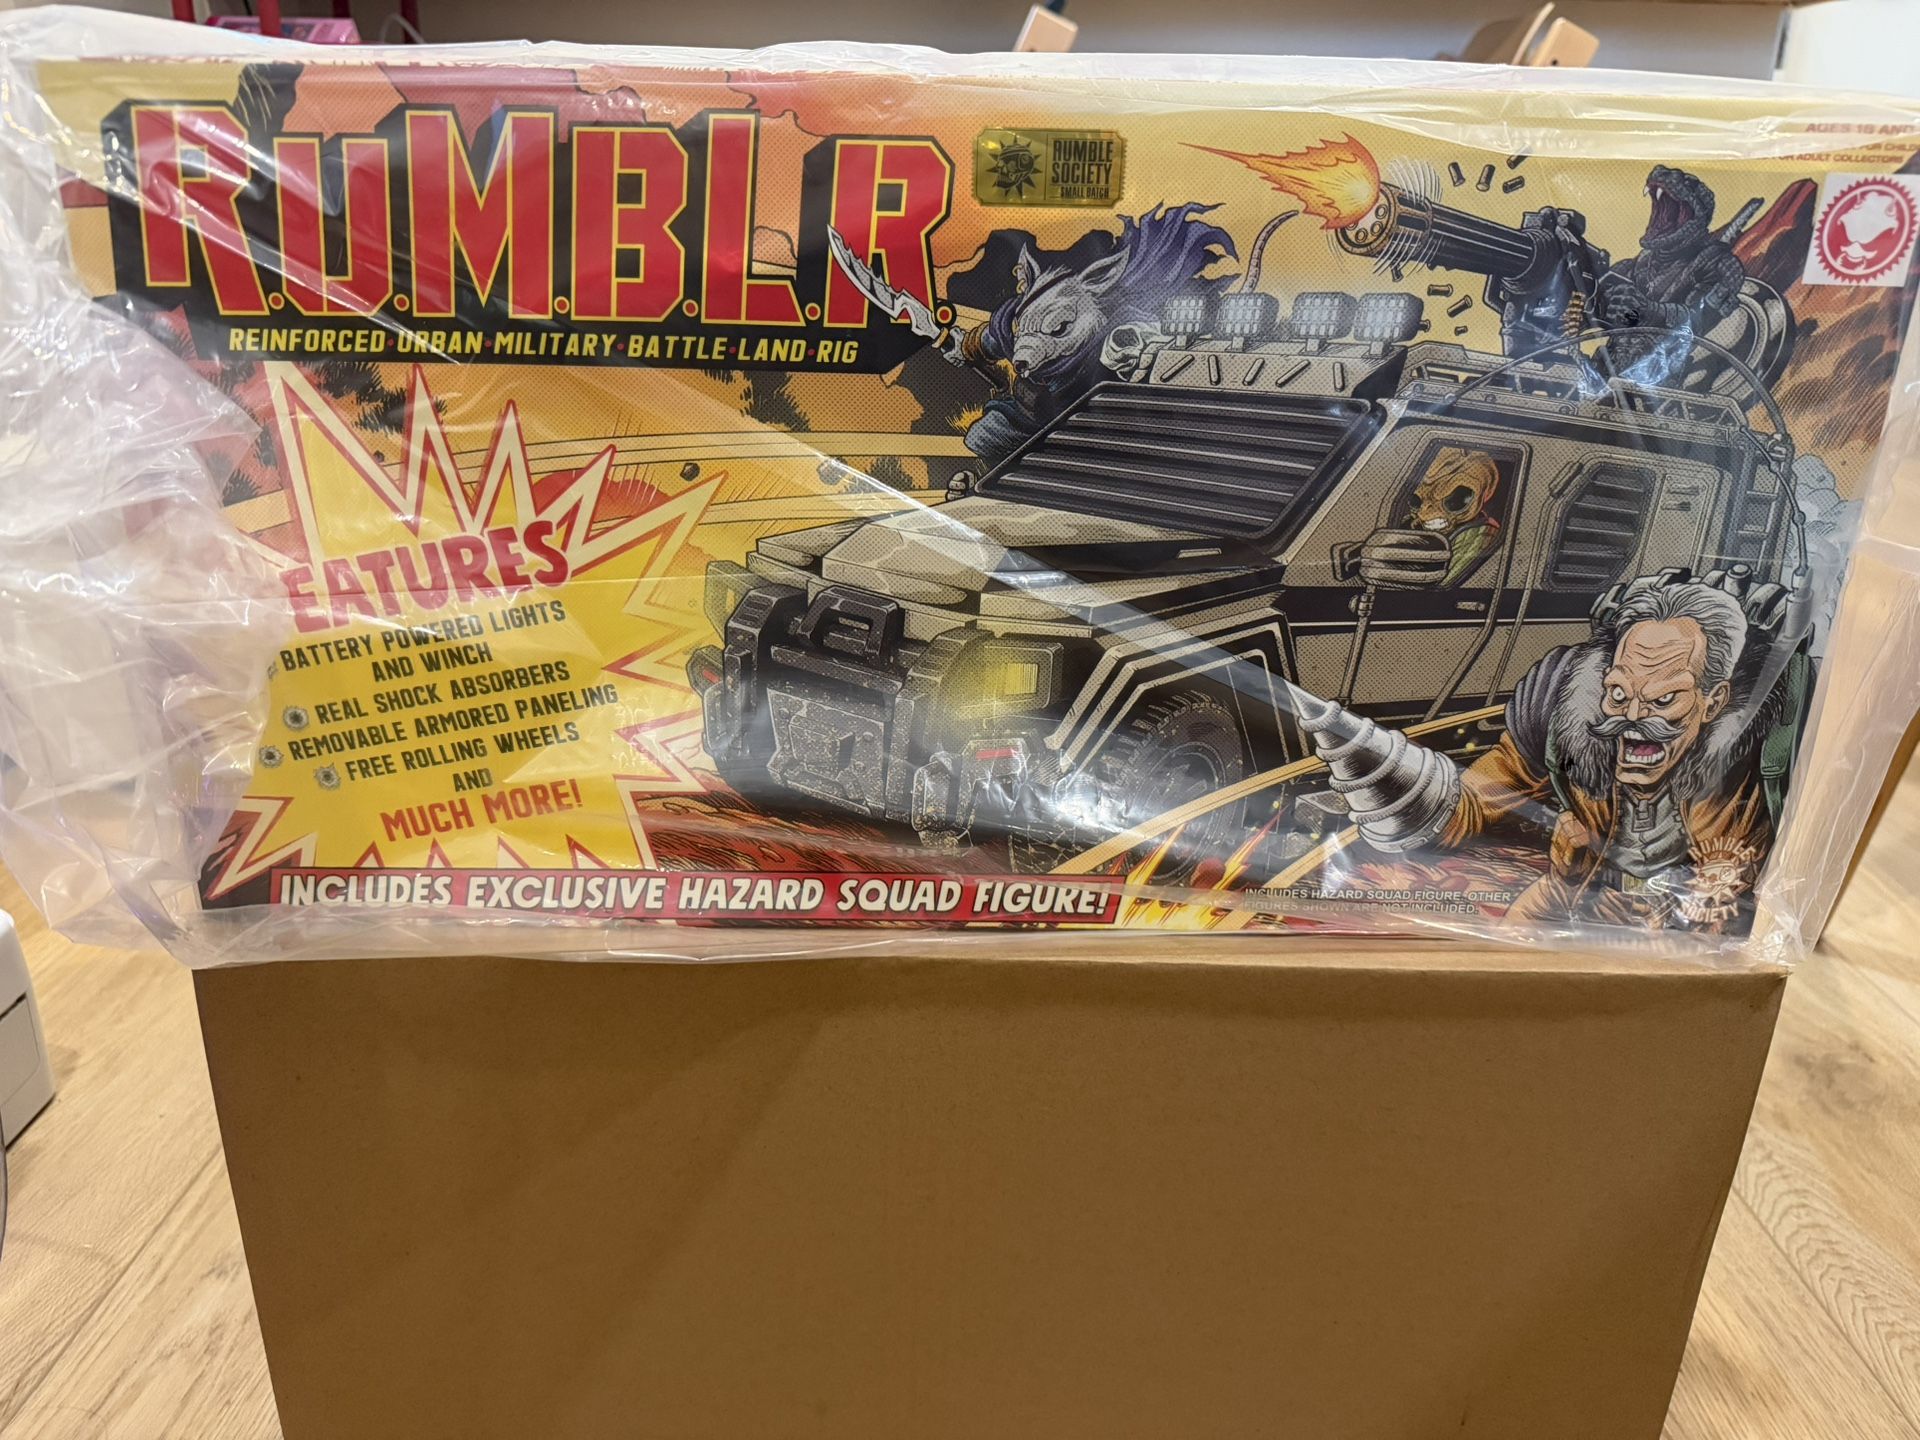 R.U.M.B.L.R.
REINFORCED·URBAN·MILITARY·BATTLE·LAND·RIG
RUMBLE
SOCIETY
SMALL BATCH
AGES 15 AND
FOR ADULT COLLECTORS
FEATURES
BATTERY POWERED LIGHTS
AND WINCH
REAL SHOCK ABSORBERS
REMOVABLE ARMORED PANELING
FREE ROLLING WHEELS
AND
MUCH MORE!
INCLUDES EXCLUSIVE HAZARD SQUAD FIGURE!
INCLUDES HAZARD SQUAD FIGURE. OTHER
FIGURES SHOWN ARE NOT INCLUDED.
RUMBLE
SOCIETY